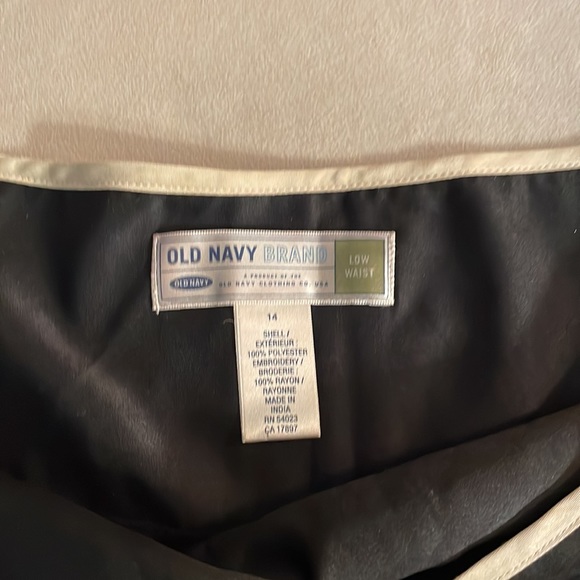 OLD NAVY BRAND
LOW
WAIST
A PRODUCT OF THE
OLD NAVY
OLD NAVY CLOTHING CO. USA
14
SHELL /
EXTÉRIEUR :
100% POLYESTER
EMBROIDERY /
BRODERIE :
100% RAYON /
RAYONNE
MADE IN
INDIA
RN 54023
CA 17897